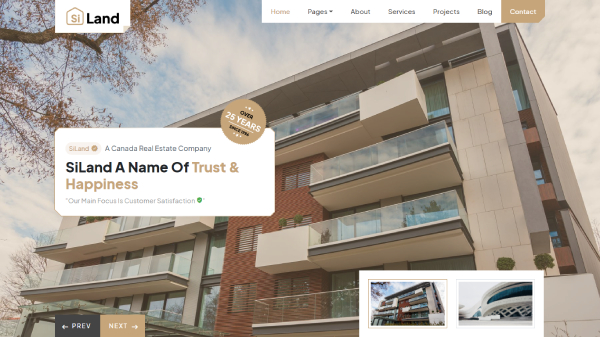 Si Land
Home Pages About Services Projects Blog Contact
OVER
25 YEARS
SINCE 1996
SiLand A Canada Real Estate Company
SiLand A Name Of Trust &
Happiness
"Our Main Focus Is Customer Satisfaction "
← PREV NEXT →